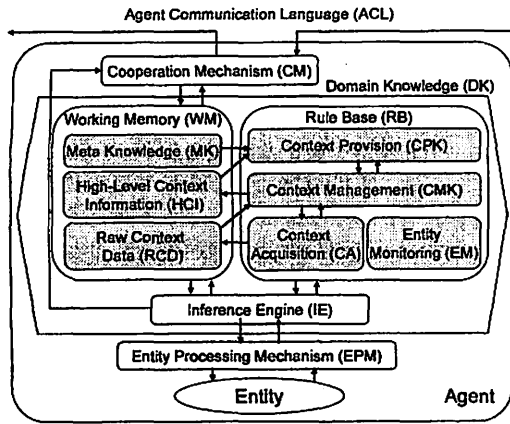 Agent Communication Language (ACL)
Cooperation Mechanism (CM)
Domain Knowledge (DK)
Working Memory (WM)
Rule Base (RB)
Meta Knowledge (MK)
Context Provision (CPK)
High-Level Context
Information (HCI)
Context Management (CMK)
Raw Context
Data (RCD)
Context
Acquisition (CA)
Entity
Monitoring (EM)
Inference Engine (IE)
Entity Processing Mechanism (EPM)
Entity
Agent